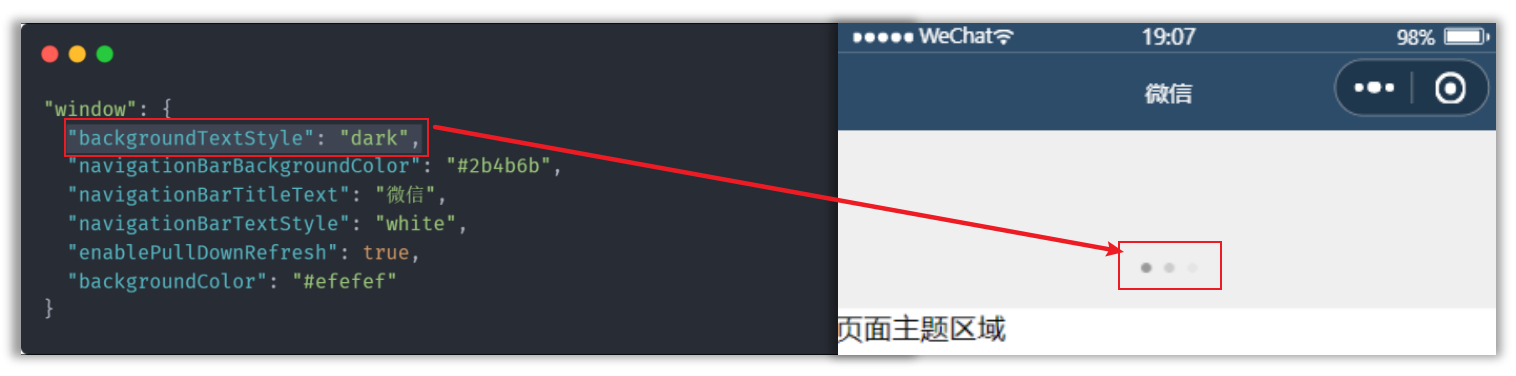 "window": {
"backgroundTextStyle": "dark",
"navigationBarBackgroundColor": "#2b4b6b",
"navigationBarTitleText": "微信",
"navigationBarTextStyle": "white",
"enablePullDownRefresh": true,
"backgroundColor": "#efefef"
}
WeChat 19:07 98%
微信
页面主题区域